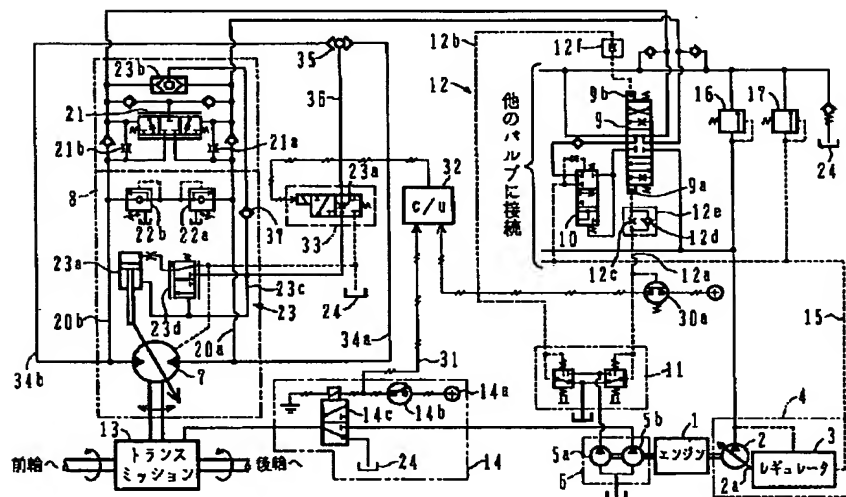 35
12b
12f
23b
12
36
9b
21
9
16
17
21b
21a
32
23a
24
c/u
他のバルブに接続
9a
8
22b
22a
33
37
10
12e
12d
12c
23a
23d
23c
23
24
12a
30a
20b
20a
34a
15
34b
7
31
11
4
14a
14b
14c
5b
1
2
3
13
トランスミッション
前輪へ
後輪へ
24
14
5a
エンジン
2a
レギュレータ